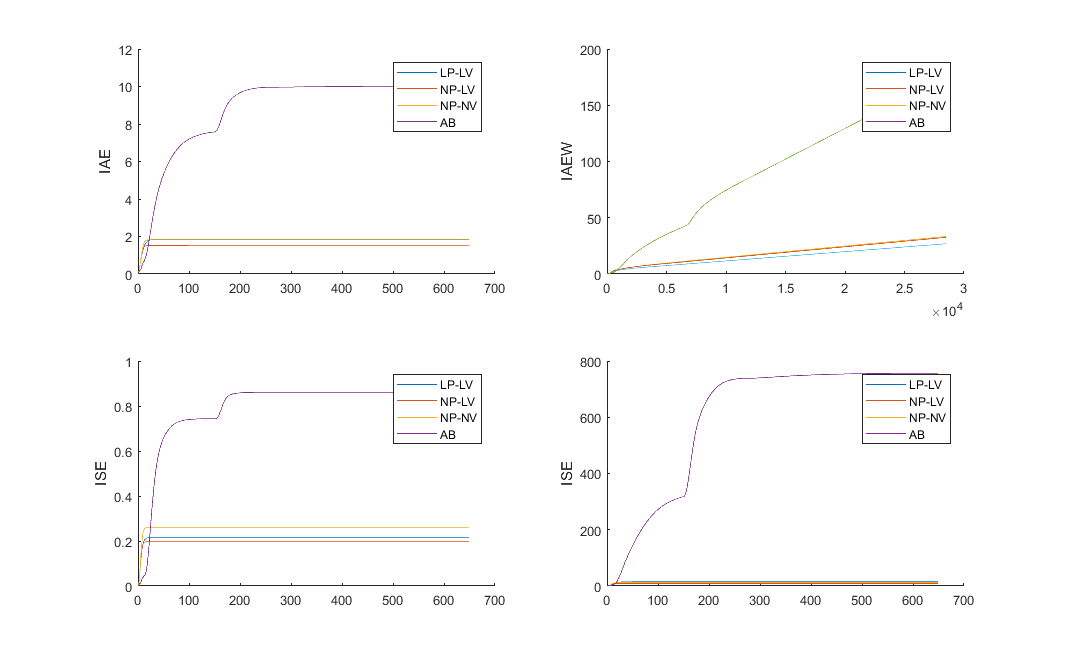 12
10
8
6
4
2
0
IAE
0 100 200 300 400 500 600 700
LP-LV
NP-LV
NP-NV
AB
200
150
100
50
0
IAEW
0 0.5 1 1.5 2 2.5 3
×10^4
LP-LV
NP-LV
NP-NV
AB
1
0.8
0.6
0.4
0.2
0
ISE
0 100 200 300 400 500 600 700
LP-LV
NP-LV
NP-NV
AB
800
600
400
200
0
ISE
0 100 200 300 400 500 600 700
LP-LV
NP-LV
NP-NV
AB